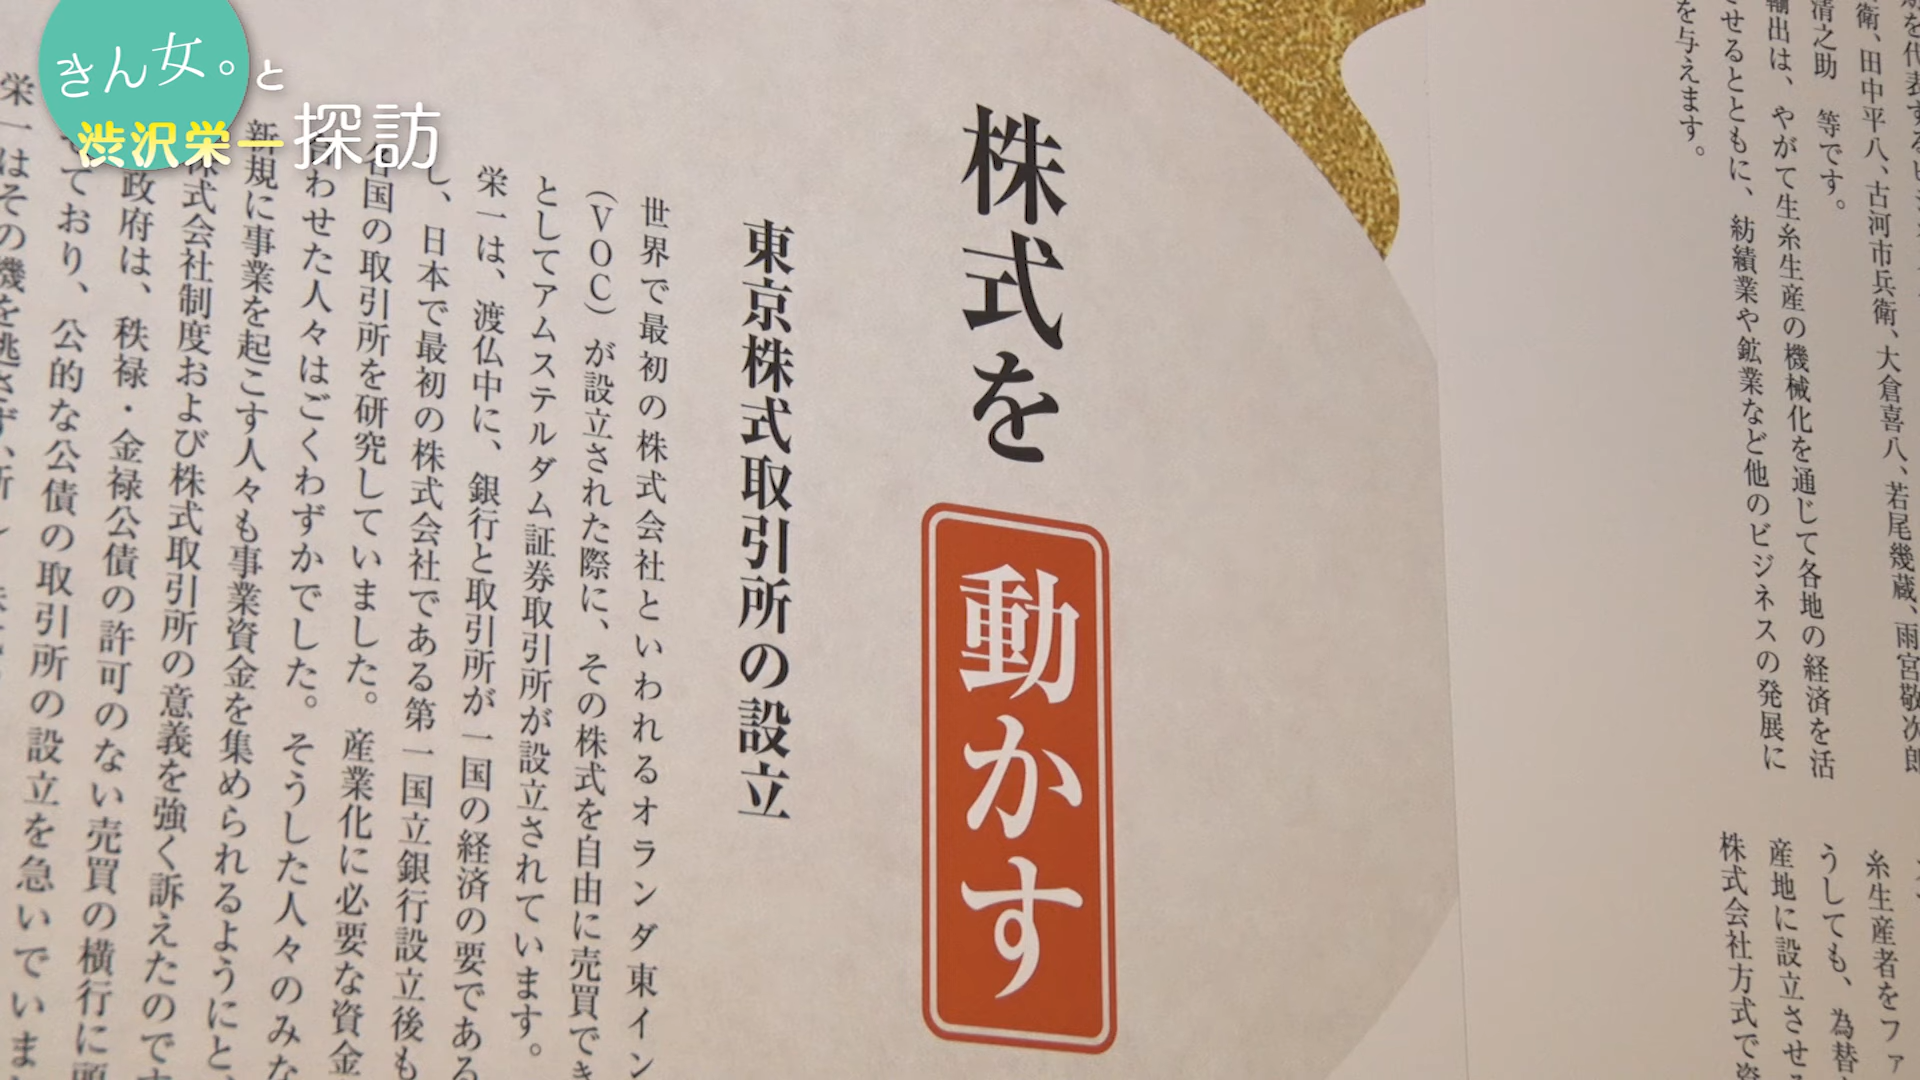 きん女。と
渋沢栄一探訪
を与えます。
させるとともに、紡績業や鉱業など他のビジネスの発展に
輸出は、やがて生糸生産の機械化を通じて各地の経済を活
清之助 等です。
衛、田中平八、古河市兵衛、大倉喜八、若尾幾蔵、雨宮敬次郎
糸生産者をファ
うしても、為替
産地に設立させ
株式会社方式で資
株式を
動かす
東京株式取引所の設立
世界で最初の株式会社といわれるオランダ東イン
(VOC)が設立された際に、その株式を自由に売買でき
としてアムステルダム証券取引所が設立されています。
栄一は、渡仏中に、銀行と取引所が一国の経済の要である
し、日本で最初の株式会社である第一国立銀行設立後も
各国の取引所を研究していました。産業化に必要な資金
わせた人々はごくわずかでした。そうした人々のみな
新規に事業を起こす人々も事業資金を集められるようにと、
株式会社制度および株式取引所の意義を強く訴えたのです
政府は、秩禄・金禄公債の許可のない売買の横行に頭
ており、公的な公債の取引所の設立を急いでいま
栄一はその機を逃さず、